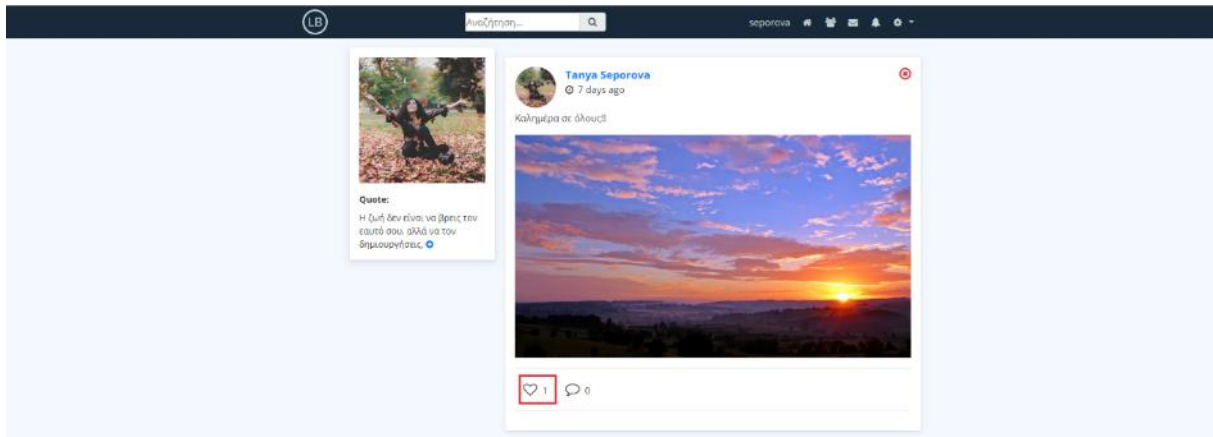 LB
Αναζήτηση...
seporova
Tanya Seporova
7 days ago
Καλημέρα σε όλους!!
Quote:
Η ζωή δεν είναι να βρεις τον
εαυτό σου, αλλά να τον
δημιουργήσεις.
1
0